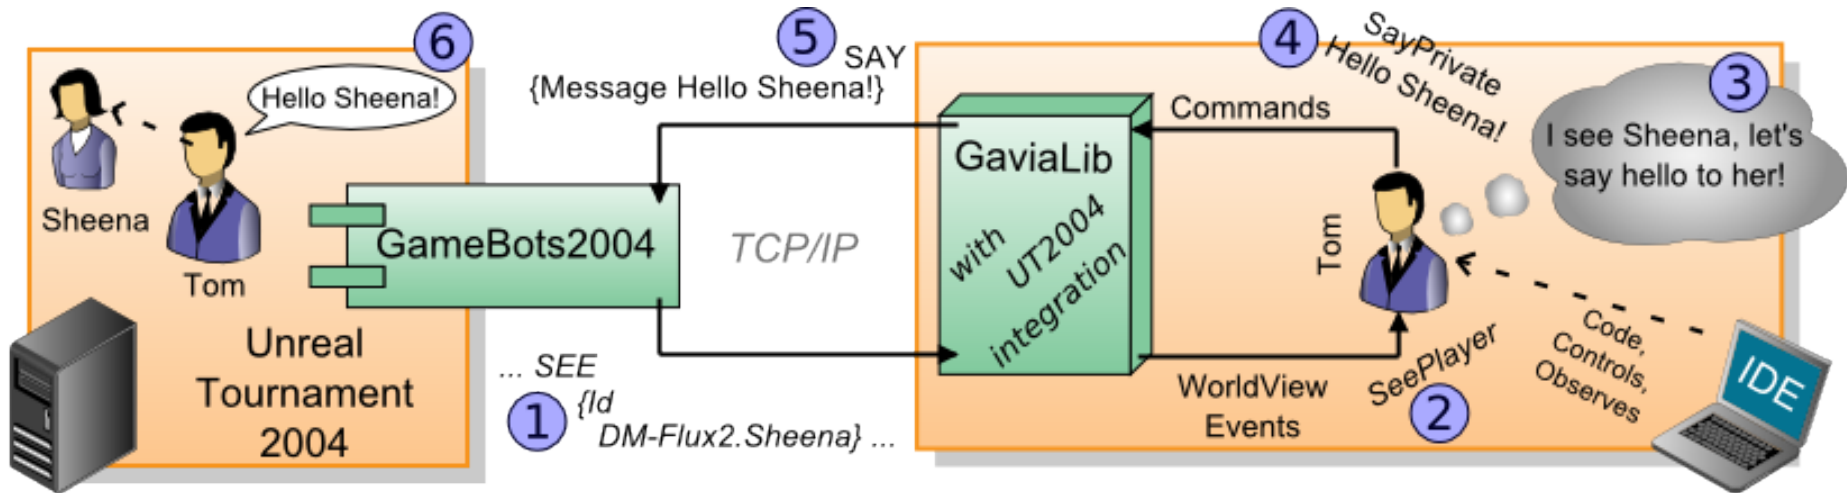 6
Hello Sheena!
Sheena
Tom
GameBots2004
Unreal
Tournament
2004
5
SAY
{Message Hello Sheena!}
TCP/IP
... SEE
1
{Id
DM-Flux2.Sheena} ...
GaviaLib
with
UT2004
integration
4
SayPrivate
Hello Sheena!
Commands
3
I see Sheena, let's
say hello to her!
Tom
WorldView
Events
SeePlayer
2
Code,
Controls,
Observes
IDE